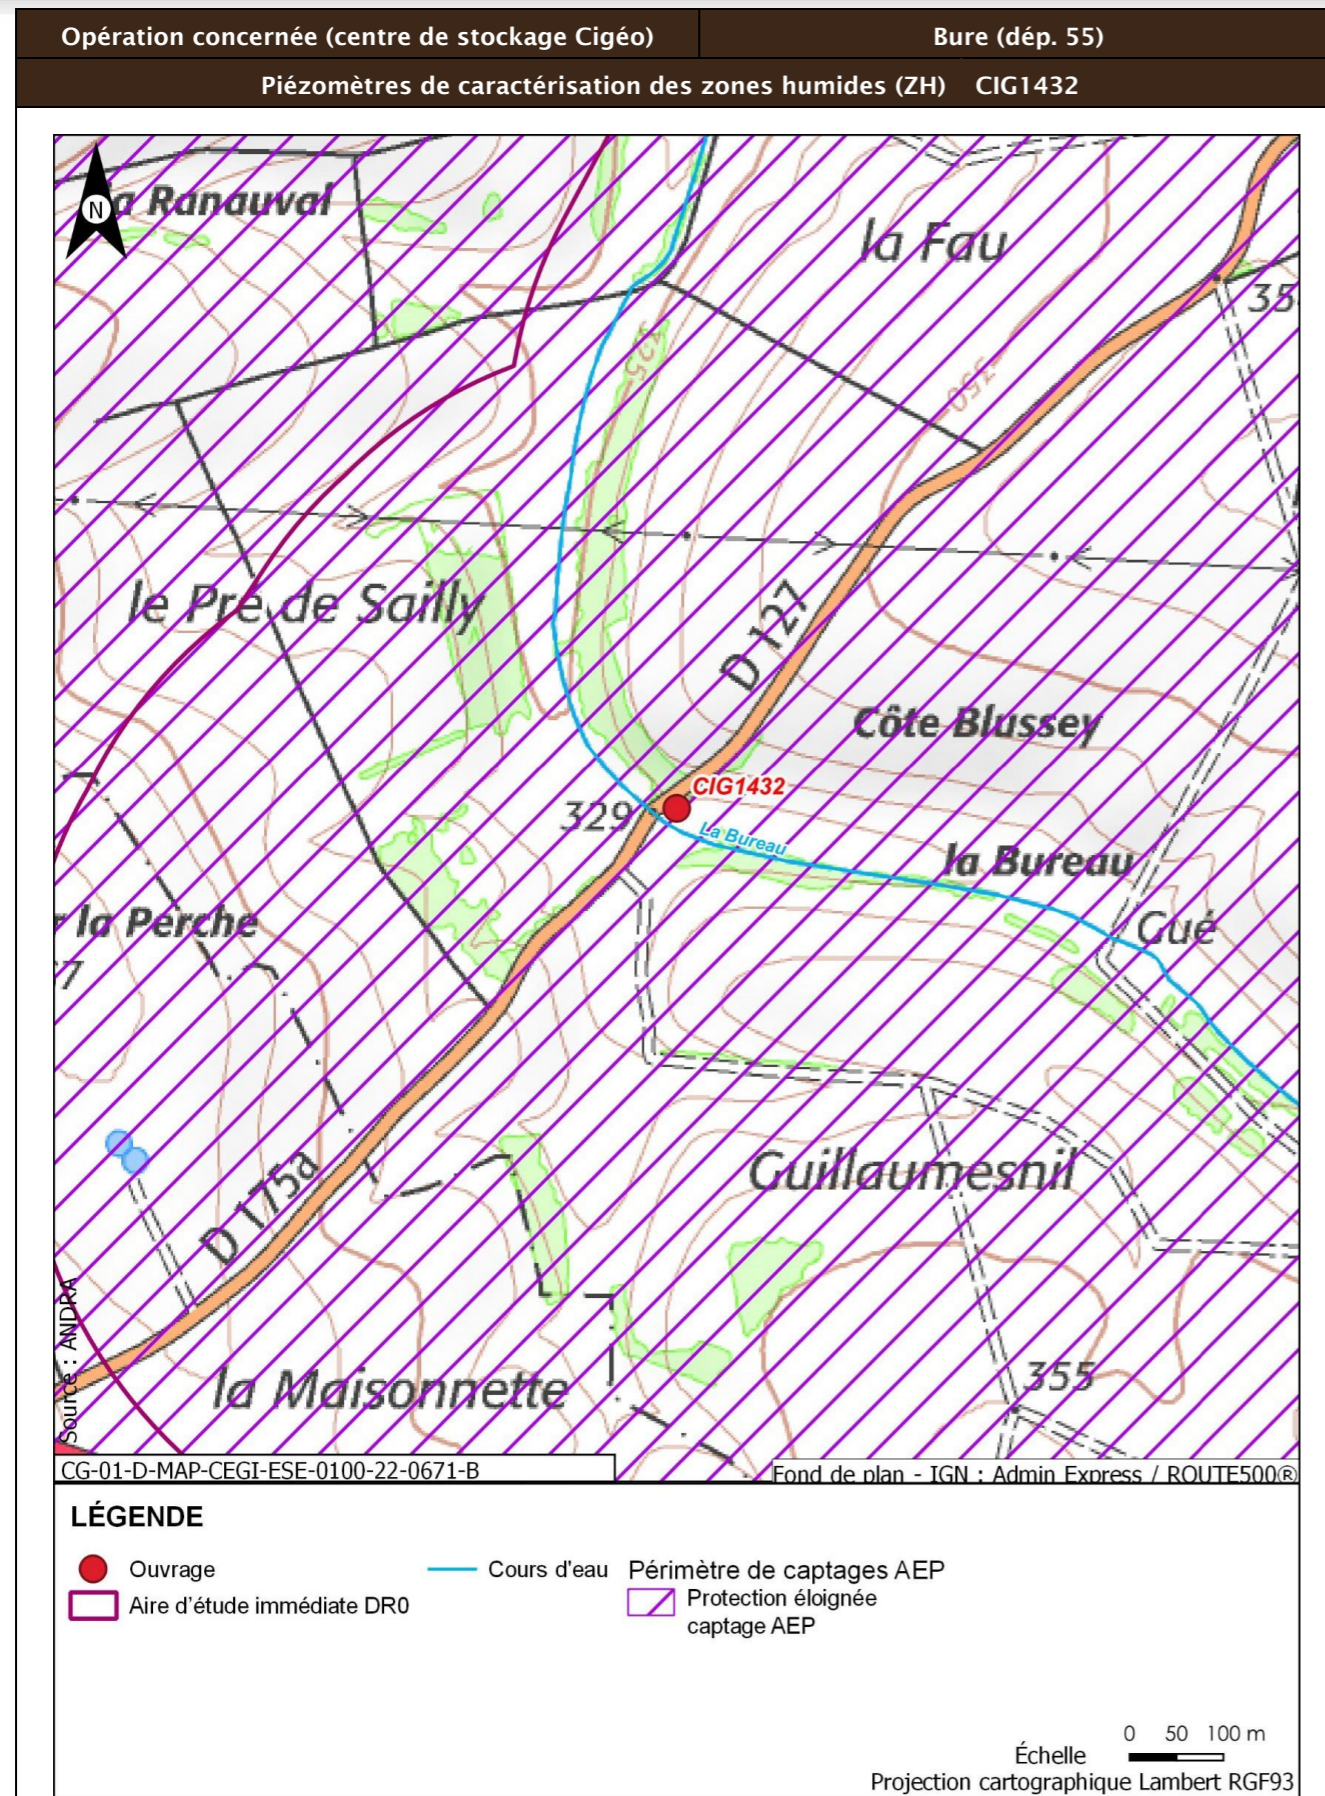 Opération concernée (centre de stockage Cigéo) Bure (dép. 55)
Piézomètres de caractérisation des zones humides (ZH) CIG1432
N
a Ranauval
la Fau
35
325
350
le Pré de Sailly
D 127
Côte Blussey
CIG1432
329
La Bureau
la Bureau
r la Perche
Gué
77
D 175a
Guillaumesnil
la Maisonnette
355
Source : ANDRA
CG-01-D-MAP-CEGI-ESE-0100-22-0671-B
Fond de plan - IGN : Admin Express / ROUTE500®
LÉGENDE
Ouvrage
Aire d'étude immédiate DR0
Cours d'eau
Périmètre de captages AEP
Protection éloignée
captage AEP
0 50 100 m
Échelle
Projection cartographique Lambert RGF93